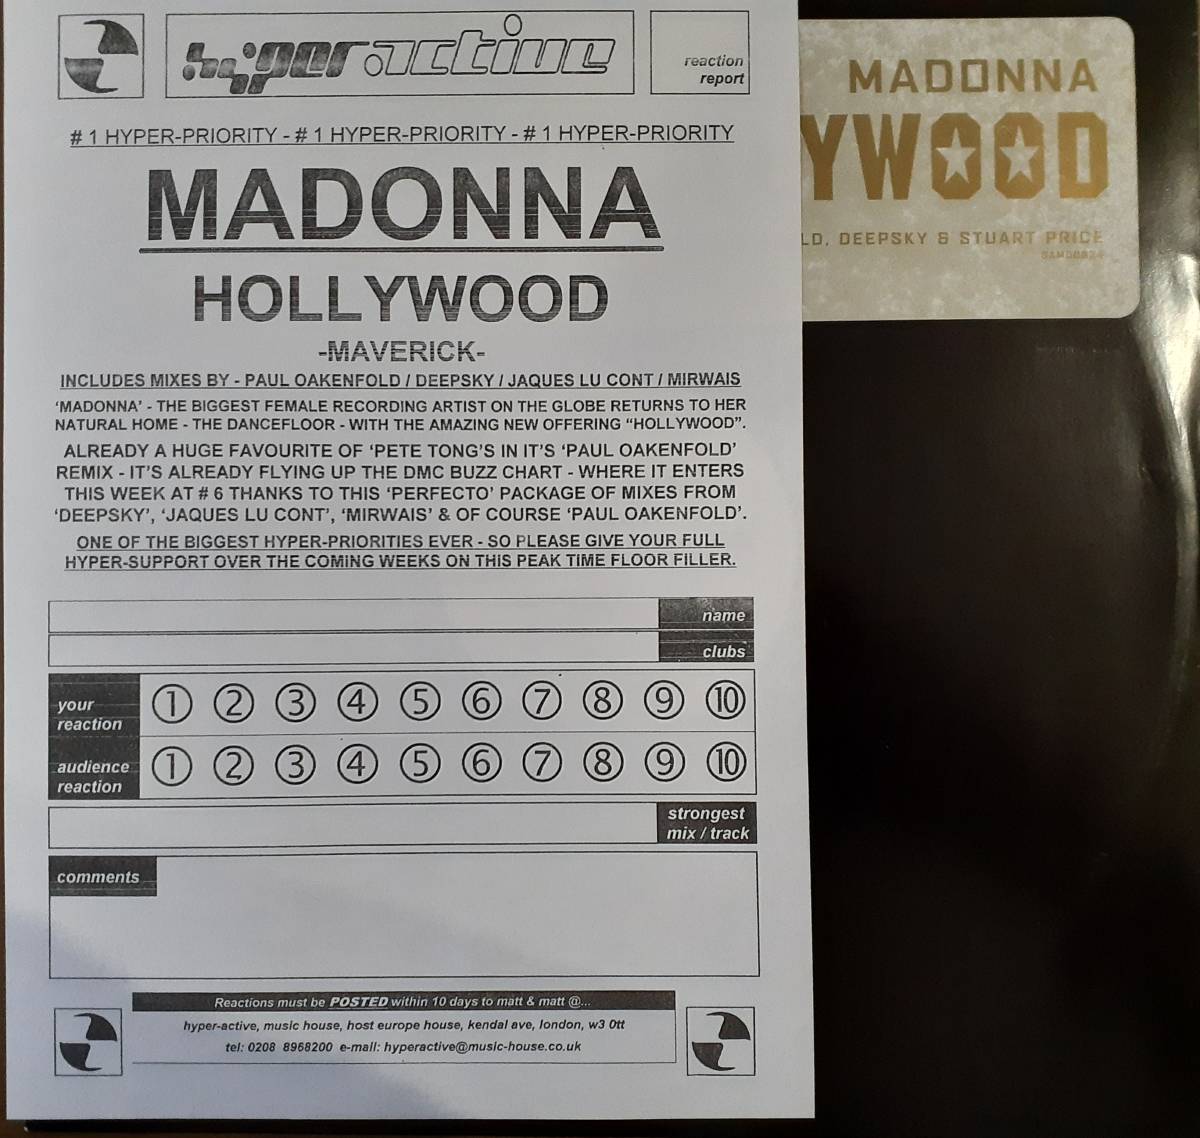 hyperactive
reaction
report
# 1 HYPER-PRIORITY - # 1 HYPER-PRIORITY - # 1 HYPER-PRIORITY
MADONNA
HOLLYWOOD
-MAVERICK-
INCLUDES MIXES BY - PAUL OAKENFOLD / DEEPSKY / JAQUES LU CONT / MIRWAIS
‘MADONNA’ - THE BIGGEST FEMALE RECORDING ARTIST ON THE GLOBE RETURNS TO HER
NATURAL HOME - THE DANCEFLOOR - WITH THE AMAZING NEW OFFERING “HOLLYWOOD”.
ALREADY A HUGE FAVOURITE OF ‘PETE TONG’S IN IT’S ‘PAUL OAKENFOLD’
REMIX - IT’S ALREADY FLYING UP THE DMC BUZZ CHART - WHERE IT ENTERS
THIS WEEK AT # 6 THANKS TO THIS ‘PERFECTO’ PACKAGE OF MIXES FROM
‘DEEPSKY’, ‘JAQUES LU CONT’, ‘MIRWAIS’ & OF COURSE ‘PAUL OAKENFOLD’.
ONE OF THE BIGGEST HYPER-PRIORITIES EVER - SO PLEASE GIVE YOUR FULL
HYPER-SUPPORT OVER THE COMING WEEKS ON THIS PEAK TIME FLOOR FILLER.
name
clubs
your
reaction
1 2 3 4 5 6 7 8 9 10
audience
reaction
1 2 3 4 5 6 7 8 9 10
strongest
mix / track
comments
Reactions must be POSTED within 10 days to matt & matt @...
hyper-active, music house, host europe house, kendal ave, london, w3 0tt
tel: 0208 8968200 e-mail: hyperactive@music-house.co.uk
MADONNA
YWOOD
LD, DEEPSKY & STUART PRICE